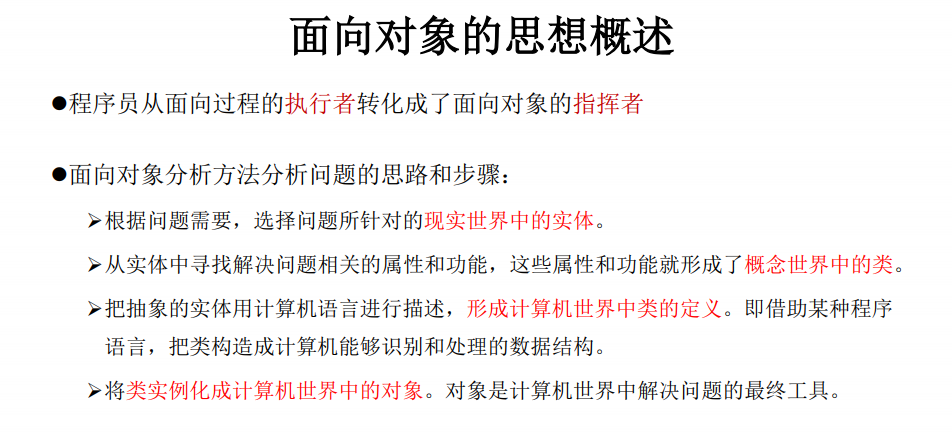 面向对象的思想概述
●程序员从面向过程的执行者转化成了面向对象的指挥者
●面向对象分析方法分析问题的思路和步骤：
➢根据问题需要，选择问题所针对的现实世界中的实体。
➢从实体中寻找解决问题相关的属性和功能，这些属性和功能就形成了概念世界中的类。
➢把抽象的实体用计算机语言进行描述，形成计算机世界中类的定义。即借助某种程序
语言，把类构造成计算机能够识别和处理的数据结构。
➢将类实例化成计算机世界中的对象。对象是计算机世界中解决问题的最终工具。